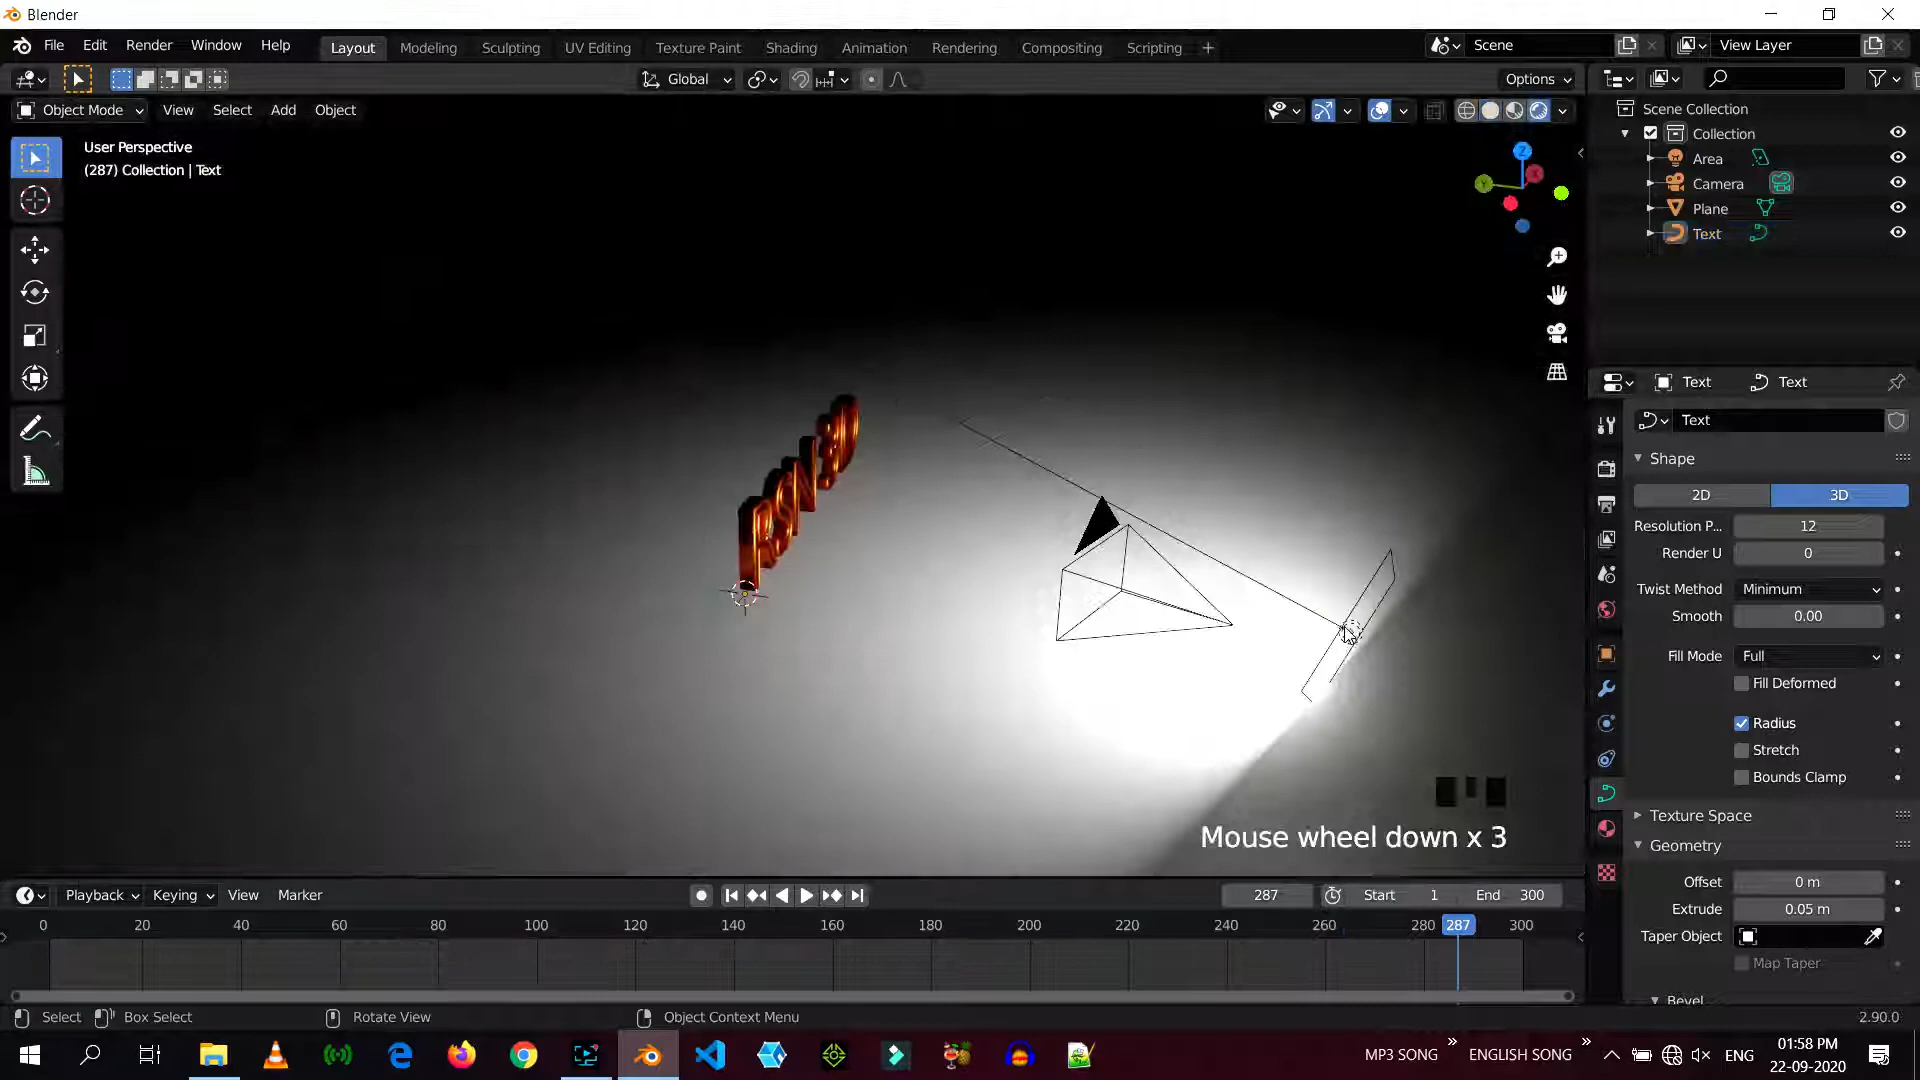 Blender
File Edit Render Window Help Layout Modeling Sculpting UV Editing Texture Paint Shading Animation Rendering Compositing Scripting + Scene View Layer
Global Options
Object Mode View Select Add Object
User Perspective
(287) Collection | Text
Z
Y
X
Mouse wheel down x 3
Scene Collection
Collection
Area
Camera
Plane
Text
Text Text
Text
Shape
2D 3D
Resolution P... 12
Render U 0
Twist Method Minimum
Smooth 0.00
Fill Mode Full
Fill Deformed
Radius
Stretch
Bounds Clamp
Texture Space
Geometry
Offset 0 m
Extrude 0.05 m
Taper Object
Map Taper
Bevel
Playback Keying View Marker 287 Start 1 End 300
0 20 40 60 80 100 120 140 160 180 200 220 240 260 280 287 300
Select Box Select Rotate View Object Context Menu 2.90.0
MP3 SONG » ENGLISH SONG » ENG 01:58 PM
22-09-2020